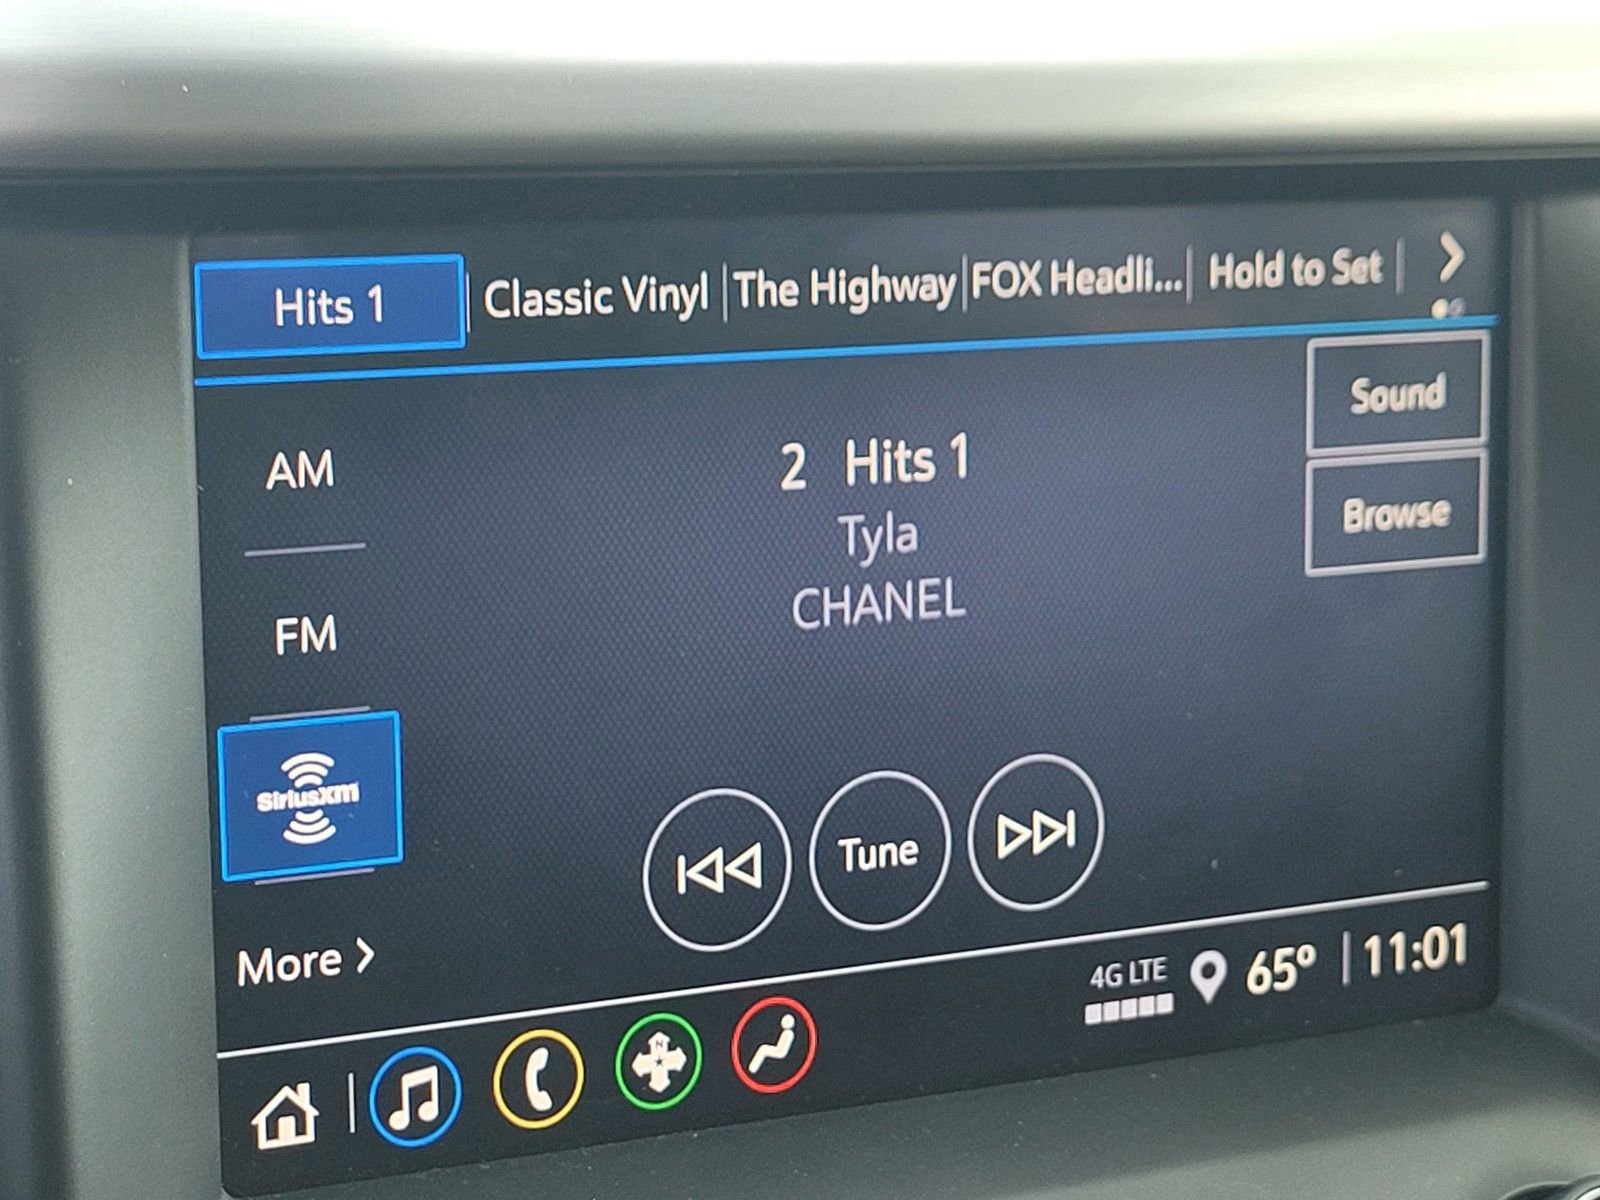 Hits 1 | Classic Vinyl | The Highway | FOX Headli... | Hold to Set |
Sound
AM
2 Hits 1
Browse
Tyla
CHANEL
FM
SiriusXm
Tune
More
4G LTE 65° | 11:01
N